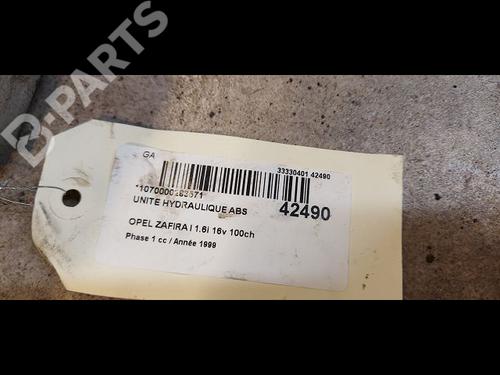 B PARTS
GA
33330401 42490
*1070000283571
UNITE HYDRAULIQUE ABS
42490
OPEL ZAFIRA I 1.6i 16v 100ch
Phase 1 cc / Année 1999